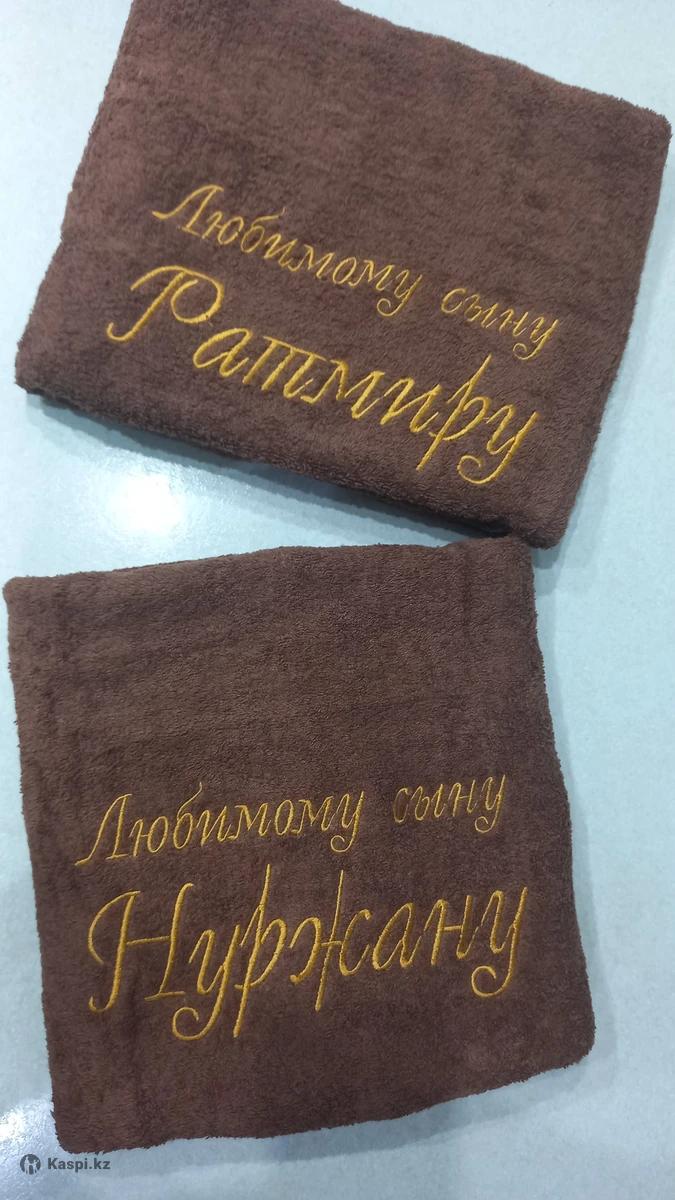 Любимому сыну
Ратмиру
Любимому сыну
Нуржану
Kaspi.kz